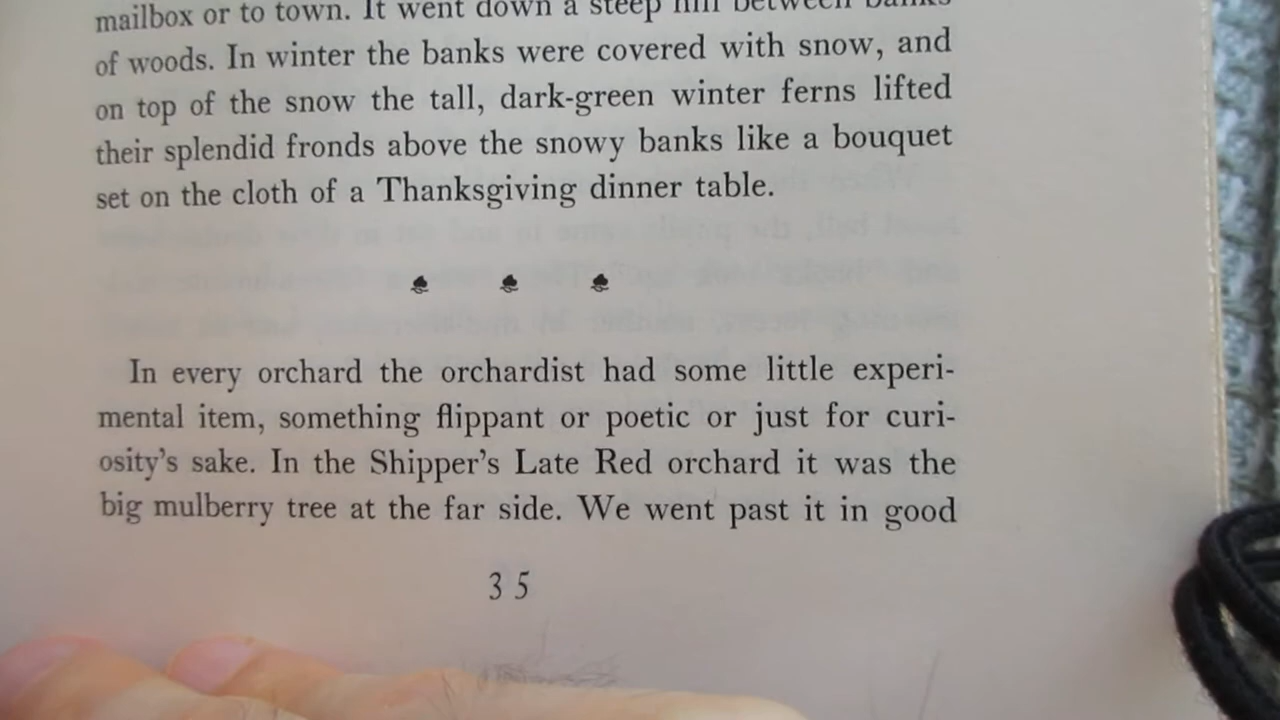 mailbox or to town. It went down a steep hill between banks
of woods. In winter the banks were covered with snow, and
on top of the snow the tall, dark-green winter ferns lifted
their splendid fronds above the snowy banks like a bouquet
set on the cloth of a Thanksgiving dinner table.
In every orchard the orchardist had some little experi-
mental item, something flippant or poetic or just for curi-
osity's sake. In the Shipper's Late Red orchard it was the
big mulberry tree at the far side. We went past it in good
35